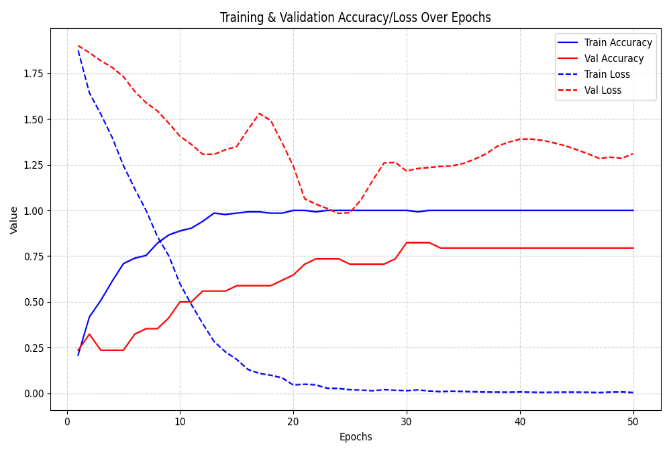 Training & Validation Accuracy/Loss Over Epochs
Train Accuracy
Val Accuracy
Train Loss
Val Loss
1.75
1.50
1.25
1.00
0.75
0.50
0.25
0.00
Value
0 10 20 30 40 50
Epochs